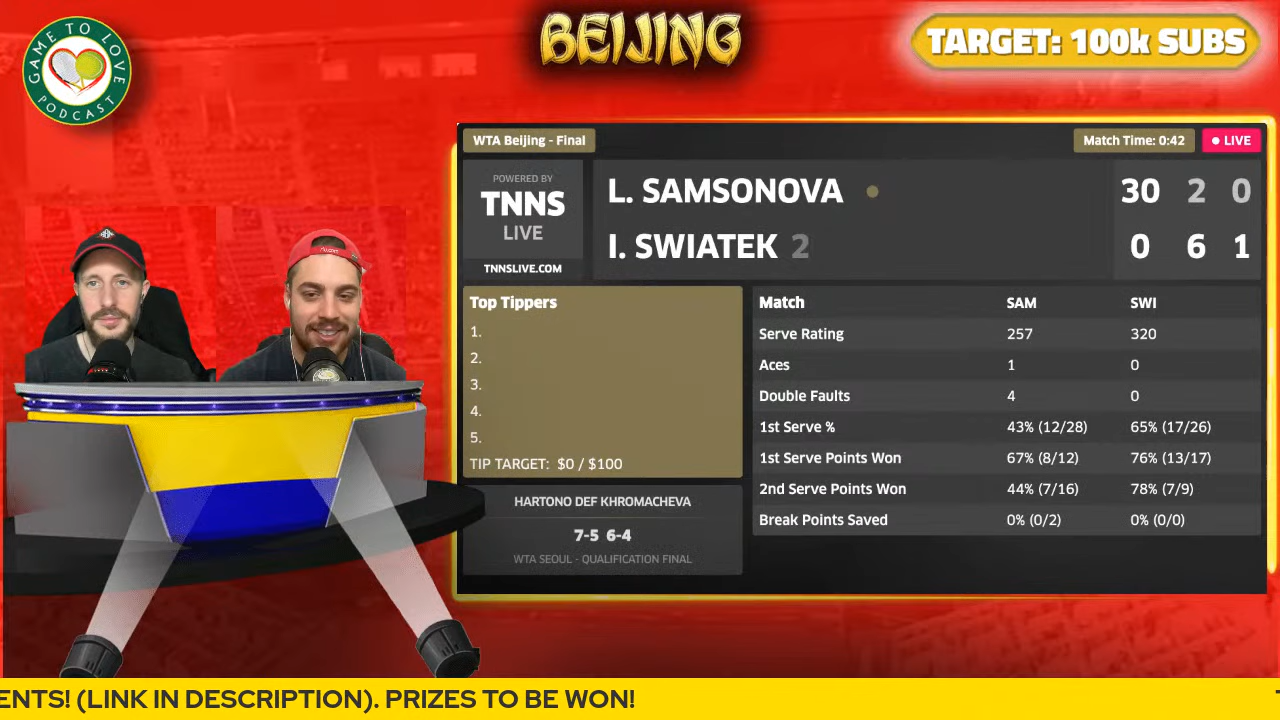 GAME TO LOVE
PODCAST
BEIJING
TARGET: 100k SUBS
WTA Beijing - Final
Match Time: 0:42
LIVE
POWERED BY
TNNS
LIVE
TNNSLIVE.COM
L. SAMSONOVA 30 2 0
I. SWIATEK 2 0 6 1
Top Tippers
1.
2.
3.
4.
5.
TIP TARGET: $0 / $100
HARTONO DEF KHROMACHEVA
7-5 6-4
WTA SEOUL - QUALIFICATION FINAL
Match SAM SWI
Serve Rating 257 320
Aces 1 0
Double Faults 4 0
1st Serve % 43% (12/28) 65% (17/26)
1st Serve Points Won 67% (8/12) 76% (13/17)
2nd Serve Points Won 44% (7/16) 78% (7/9)
Break Points Saved 0% (0/2) 0% (0/0)
ENTS! (LINK IN DESCRIPTION). PRIZES TO BE WON!